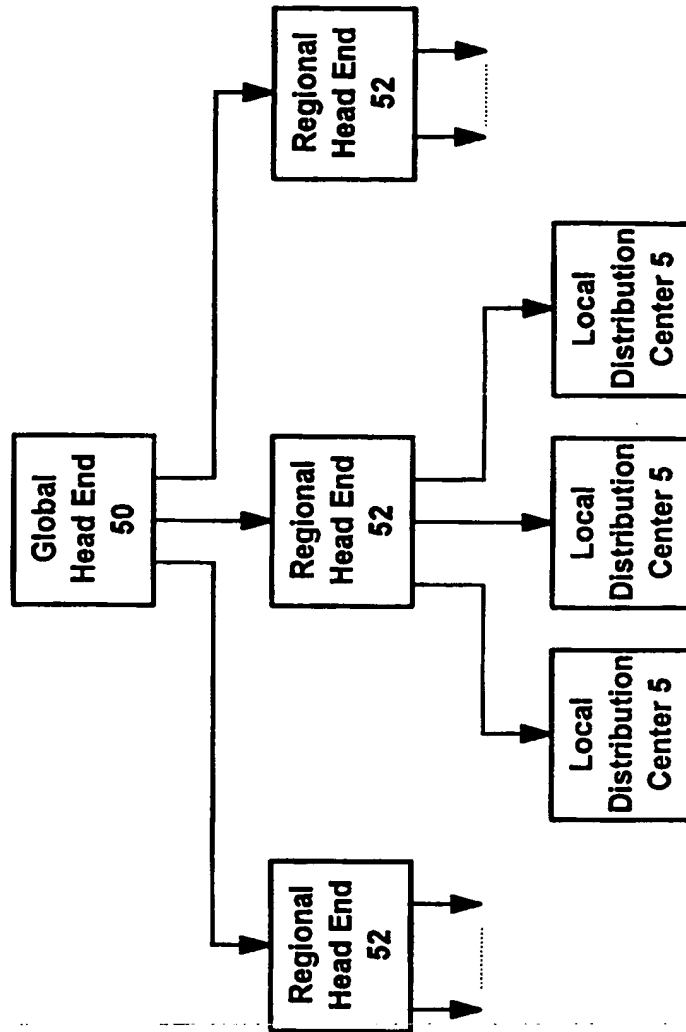 Global
Head End
50
Regional
Head End
52
Regional
Head End
52
Regional
Head End
52
Local
Distribution
Center 5
Local
Distribution
Center 5
Local
Distribution
Center 5